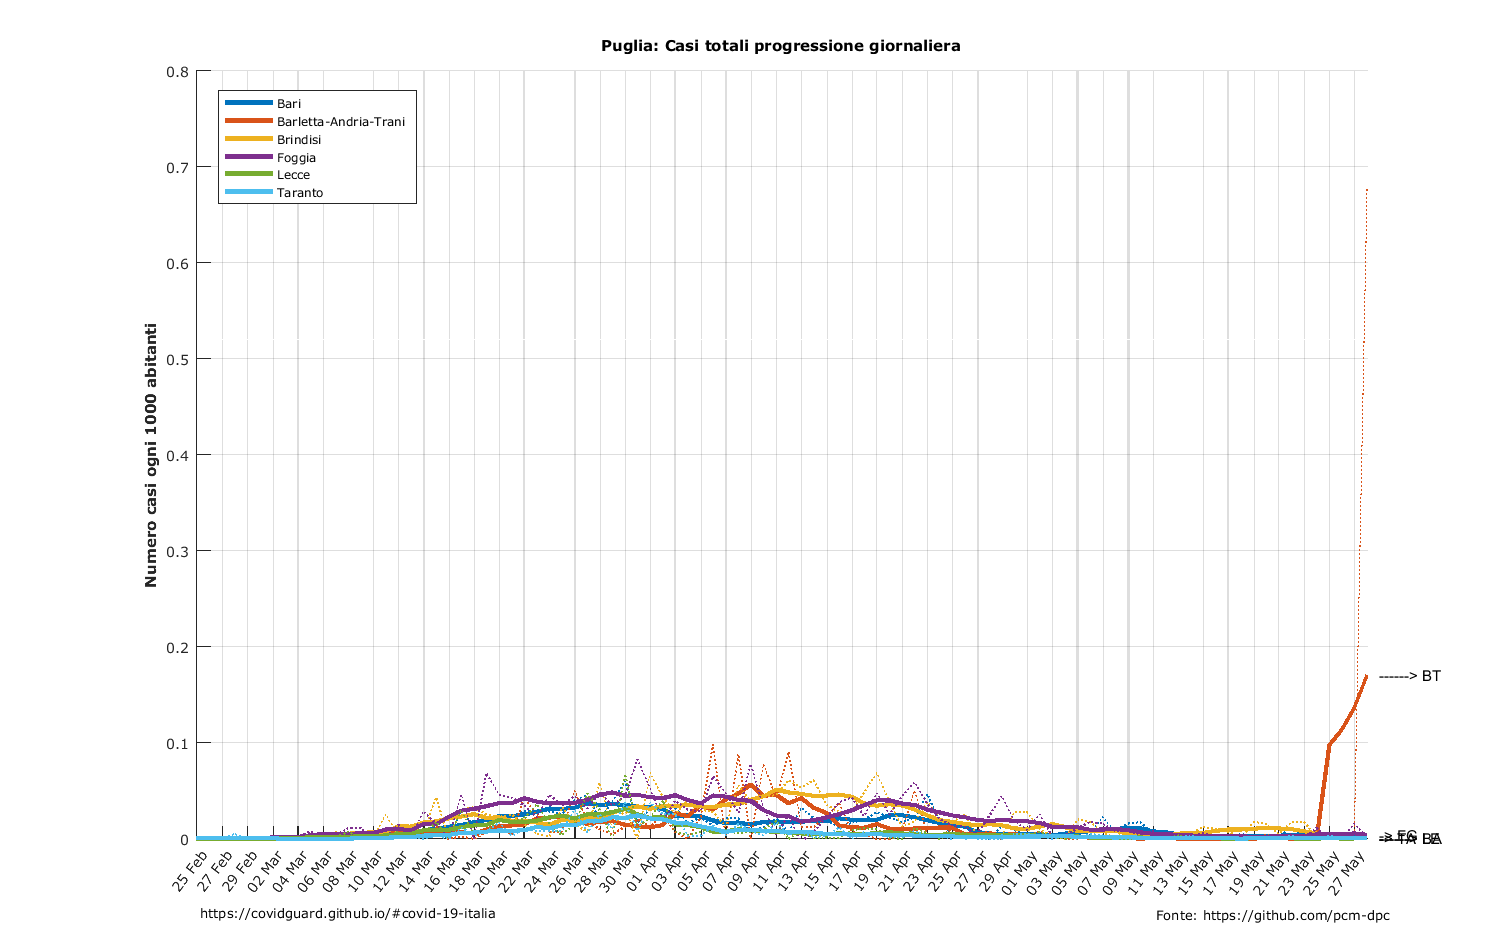 Puglia: Casi totali progressione giornaliera
Numero casi ogni 1000 abitanti
0.8
0.7
0.6
0.5
0.4
0.3
0.2
0.1
0
Bari
Barletta-Andria-Trani
Brindisi
Foggia
Lecce
Taranto
------> BT
25 Feb
27 Feb
29 Feb
02 Mar
04 Mar
06 Mar
08 Mar
10 Mar
12 Mar
14 Mar
16 Mar
18 Mar
20 Mar
22 Mar
24 Mar
26 Mar
28 Mar
30 Mar
01 Apr
03 Apr
05 Apr
07 Apr
09 Apr
11 Apr
13 Apr
15 Apr
17 Apr
19 Apr
21 Apr
23 Apr
25 Apr
27 Apr
29 Apr
01 May
03 May
05 May
07 May
09 May
11 May
13 May
15 May
17 May
19 May
21 May
23 May
25 May
27 May
https://covidguard.github.io/#covid-19-italia
Fonte: https://github.com/pcm-dpc